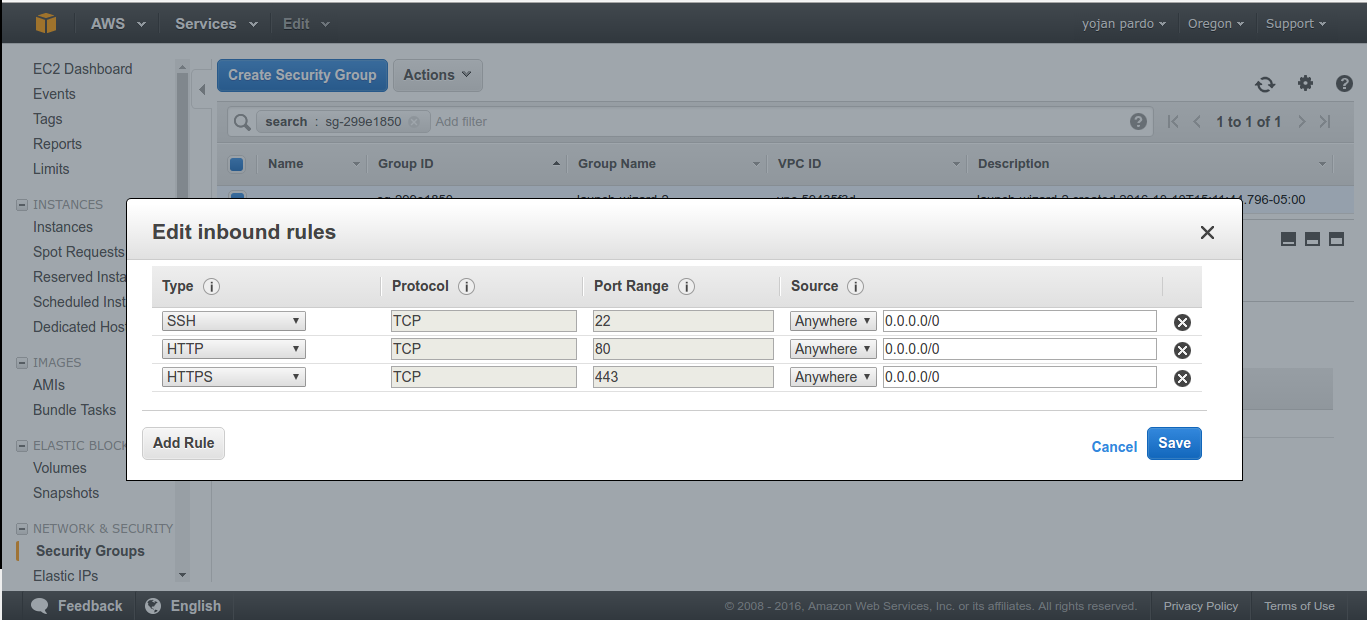 AWS Services Edit yojan pardo Oregon Support
EC2 Dashboard
Events
Tags
Reports
Limits
INSTANCES
Instances
Spot Requests
Reserved Insta
Scheduled Inst
Dedicated Hos
IMAGES
AMIs
Bundle Tasks
ELASTIC BLOCK
Volumes
Snapshots
NETWORK & SECURITY
Security Groups
Elastic IPs
Create Security Group Actions
search : sg-299e1850 Add filter 1 to 1 of 1
Name Group ID Group Name VPC ID Description
.796-05:00
Edit inbound rules
Type Protocol Port Range Source
SSH TCP 22 Anywhere 0.0.0.0/0
HTTP TCP 80 Anywhere 0.0.0.0/0
HTTPS TCP 443 Anywhere 0.0.0.0/0
Add Rule Cancel Save
Feedback English © 2008 - 2016, Amazon Web Services, Inc. or its affiliates. All rights reserved. Privacy Policy Terms of Use